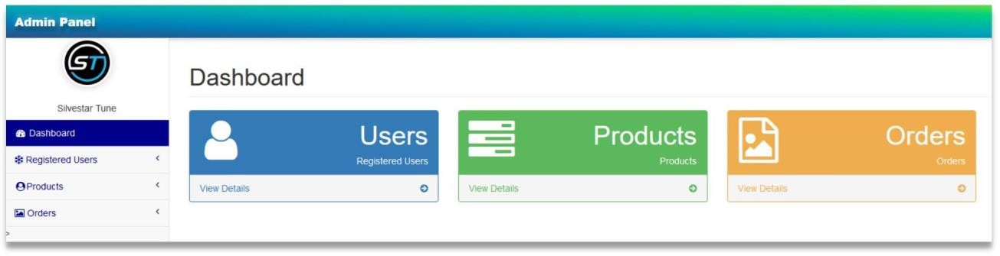 Admin Panel
ST
Silvestar Tune
Dashboard
Registered Users
Products
Orders
>
Dashboard
Users
Registered Users
View Details
Products
Products
View Details
Orders
Orders
View Details